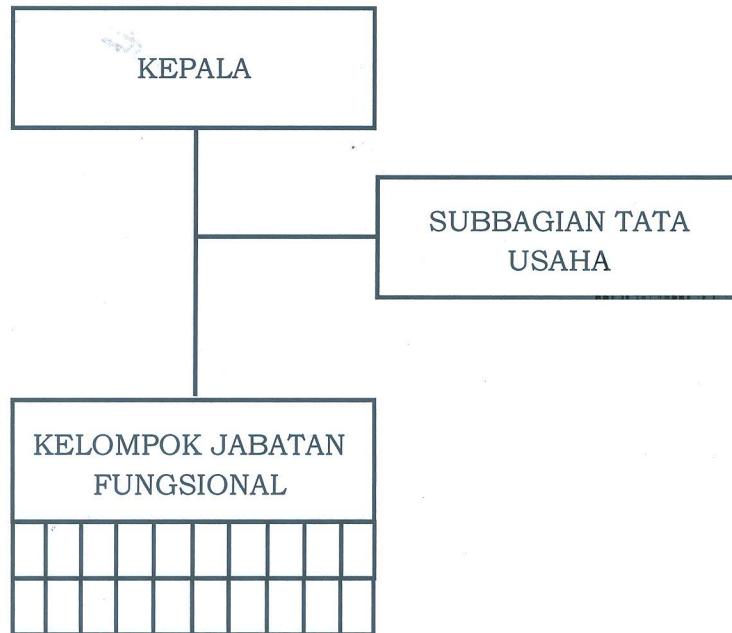 KEPALA
SUBBAGIAN TATA
USAHA
KELOMPOK JABATAN
FUNGSIONAL